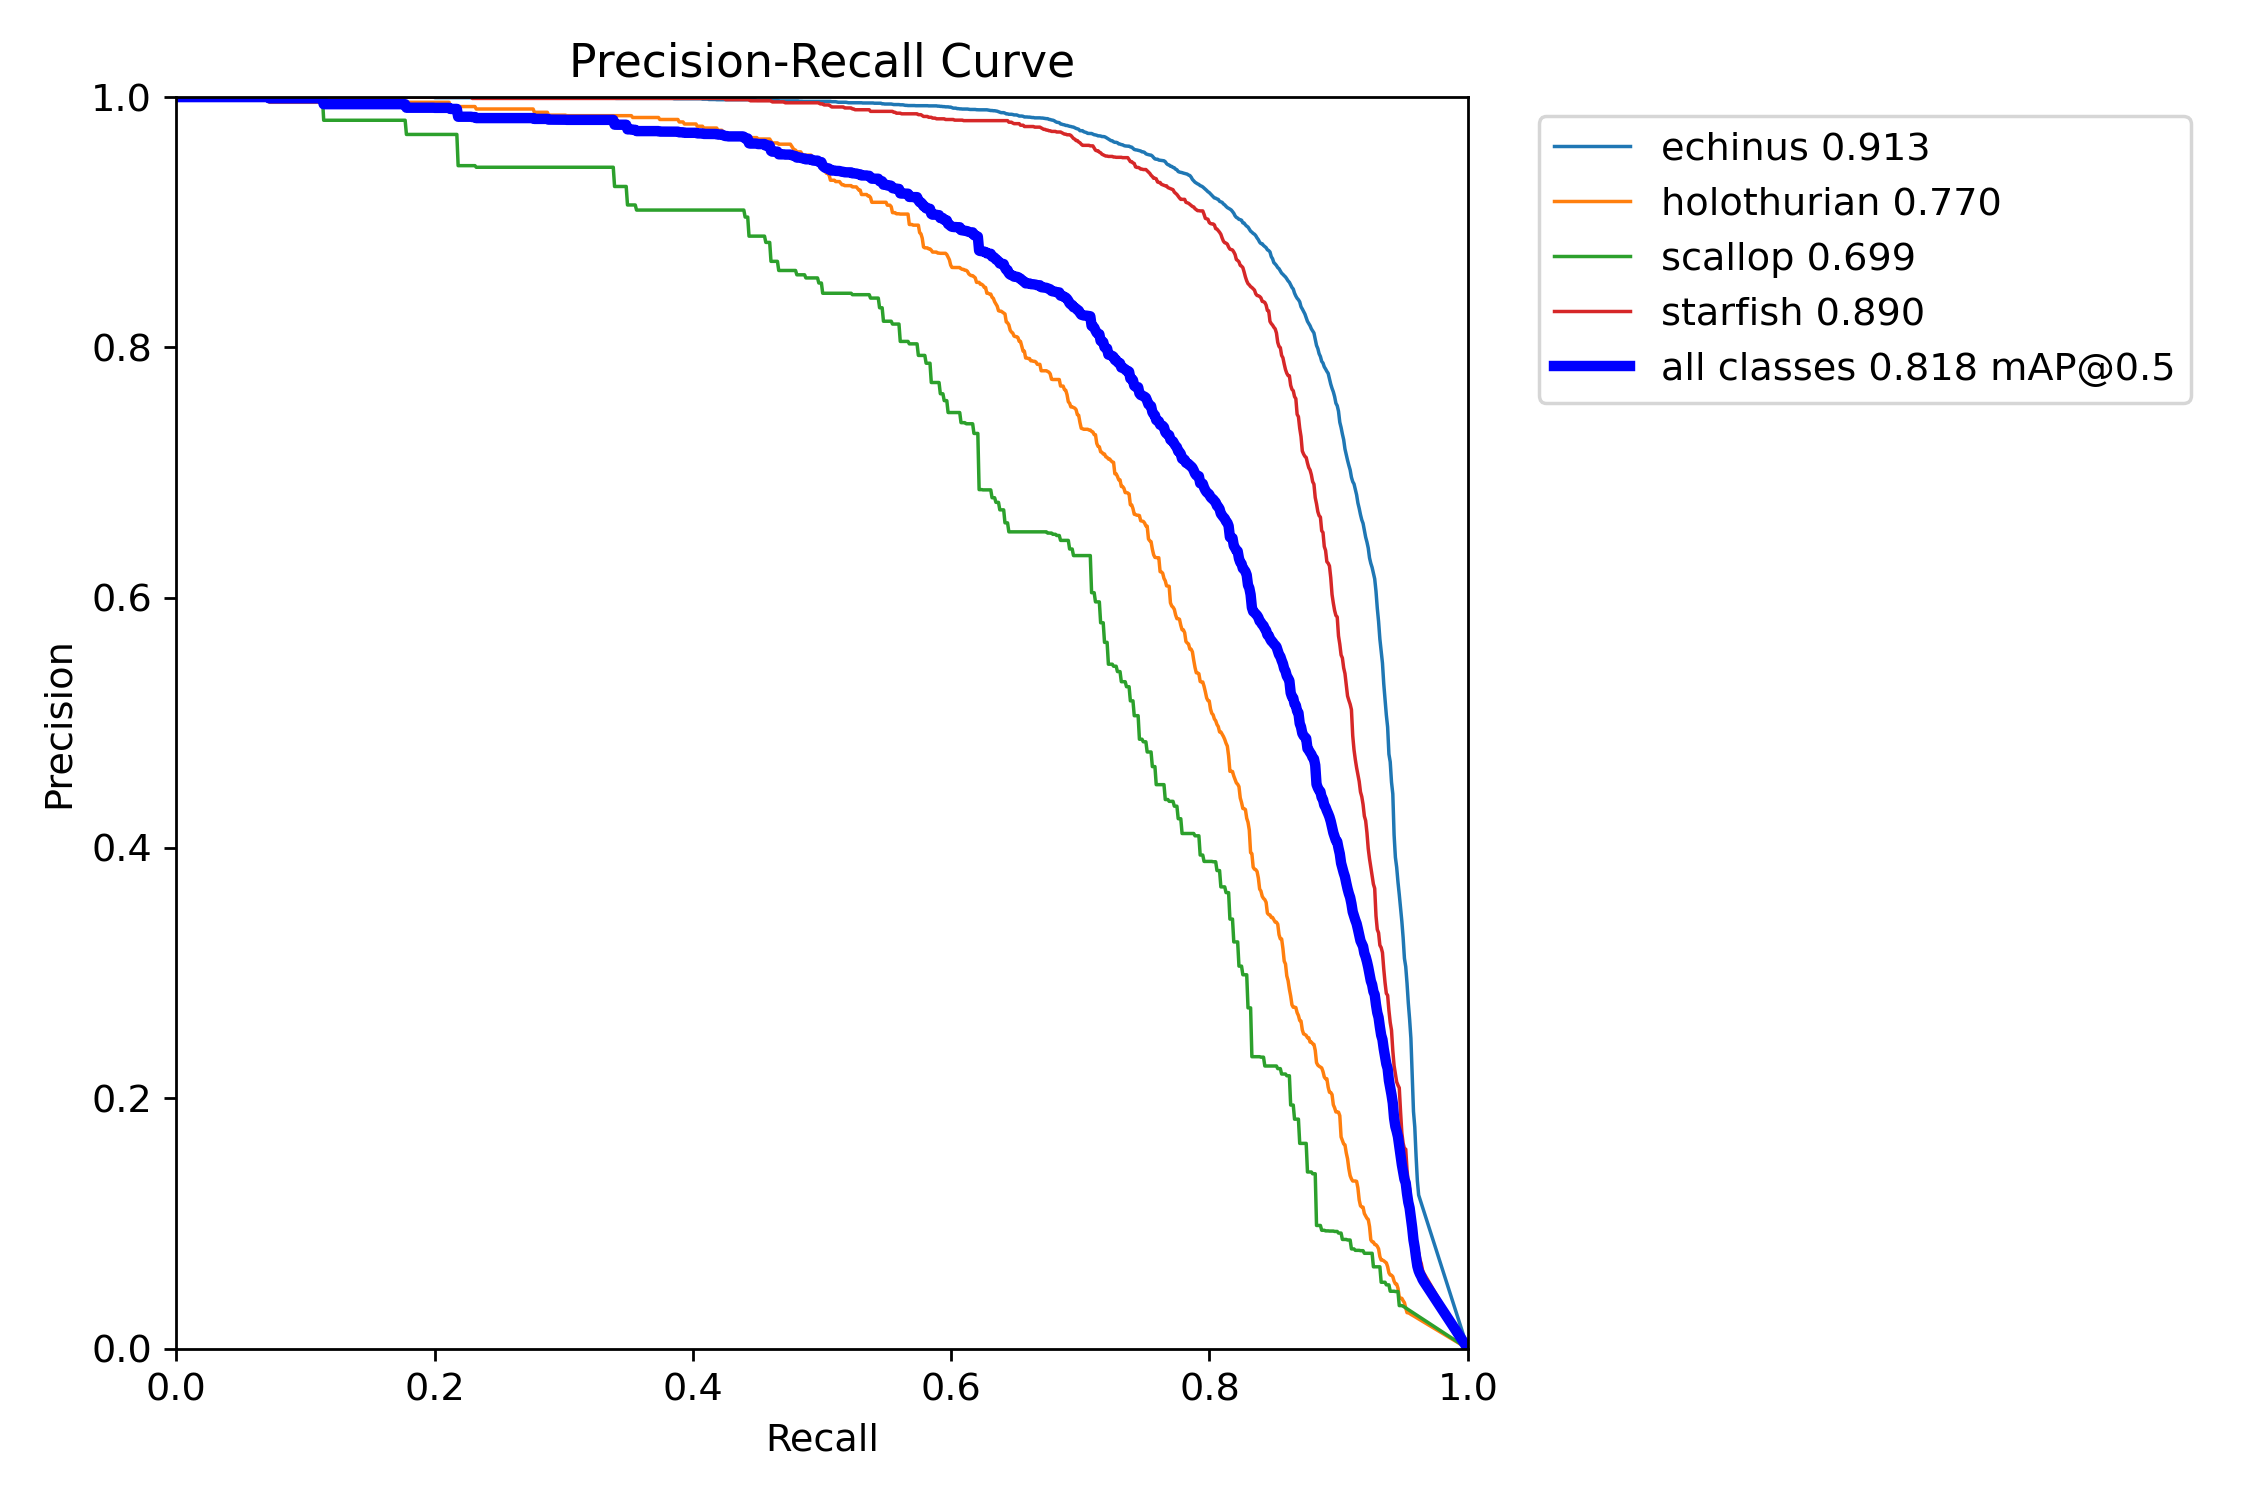 Precision-Recall Curve
1.0
0.8
0.6
0.4
0.2
0.0
Precision
0.0 0.2 0.4 0.6 0.8 1.0
Recall
echinus 0.913
holothurian 0.770
scallop 0.699
starfish 0.890
all classes 0.818 mAP@0.5